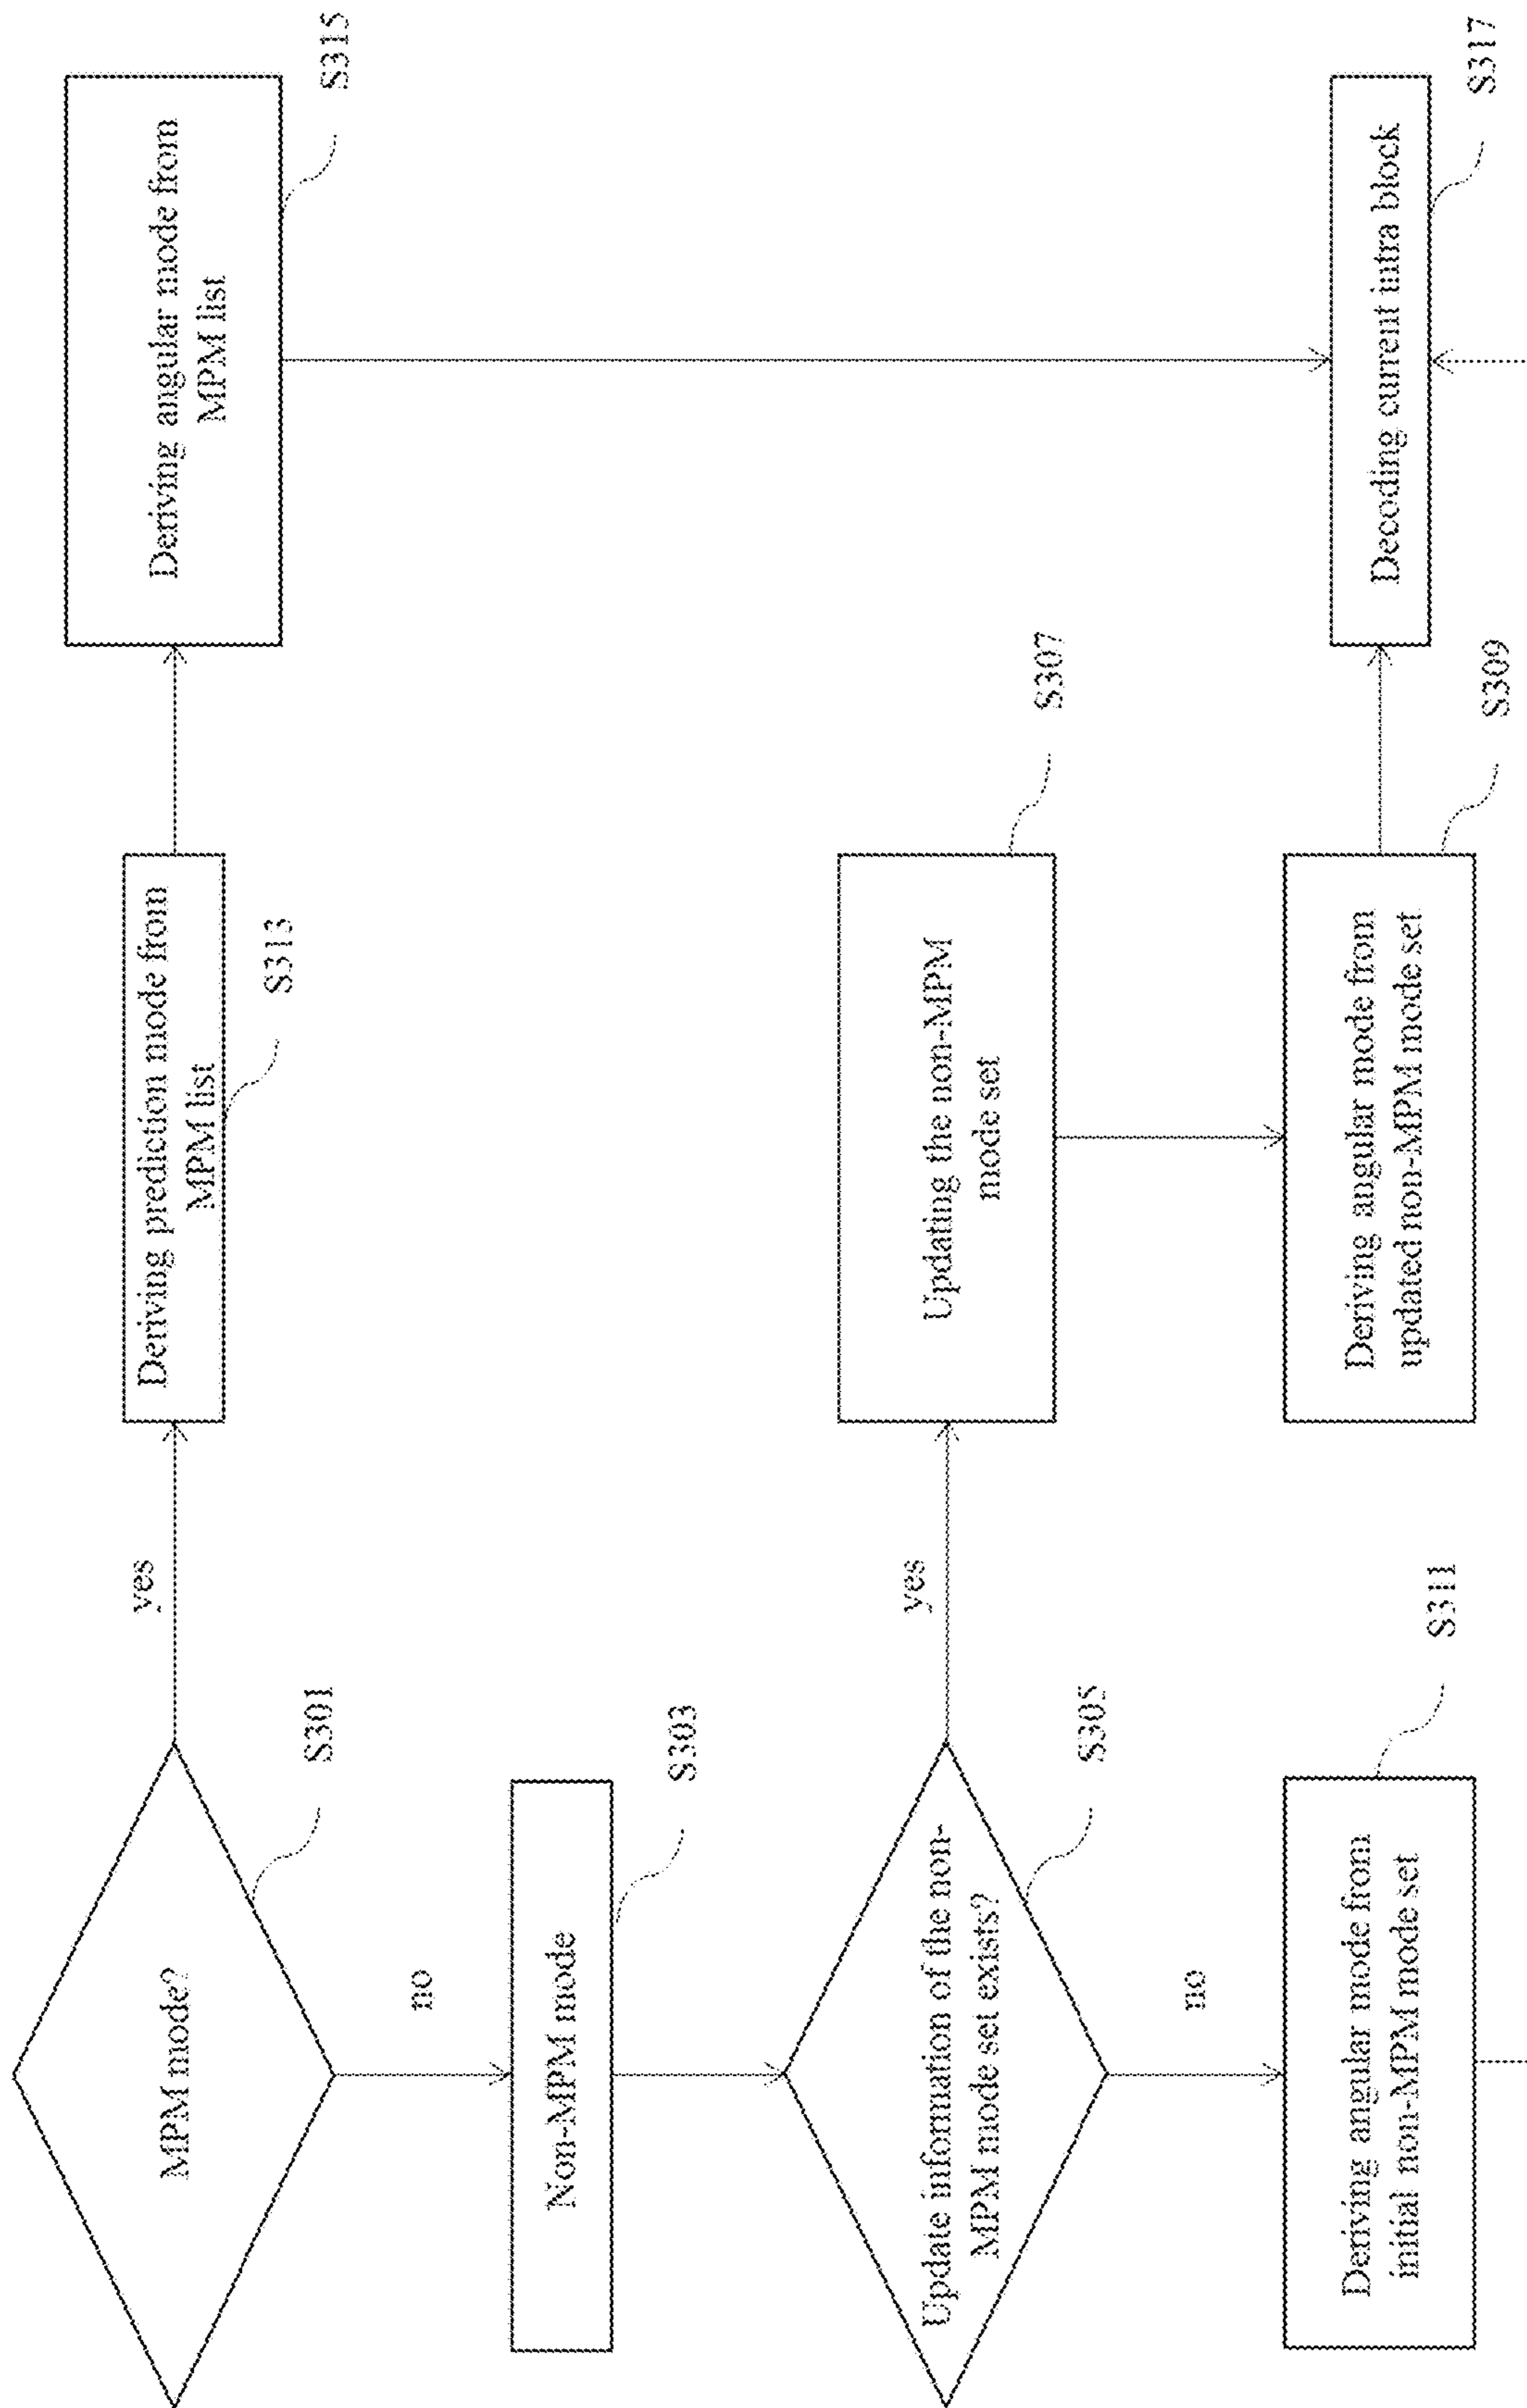 MPM mode?
S301
yes
Deriving prediction mode from
MPM list
S313
Deriving angular mode from
MPM list
S315
no
Non-MPM mode
S303
Update information of the non-
MPM mode set exists?
S305
yes
Updating the non-MPM
mode set
S307
no
Deriving angular mode from
initial non-MPM mode set
S311
Deriving angular mode from
updated non-MPM mode set
S309
Decoding current intra block
S317